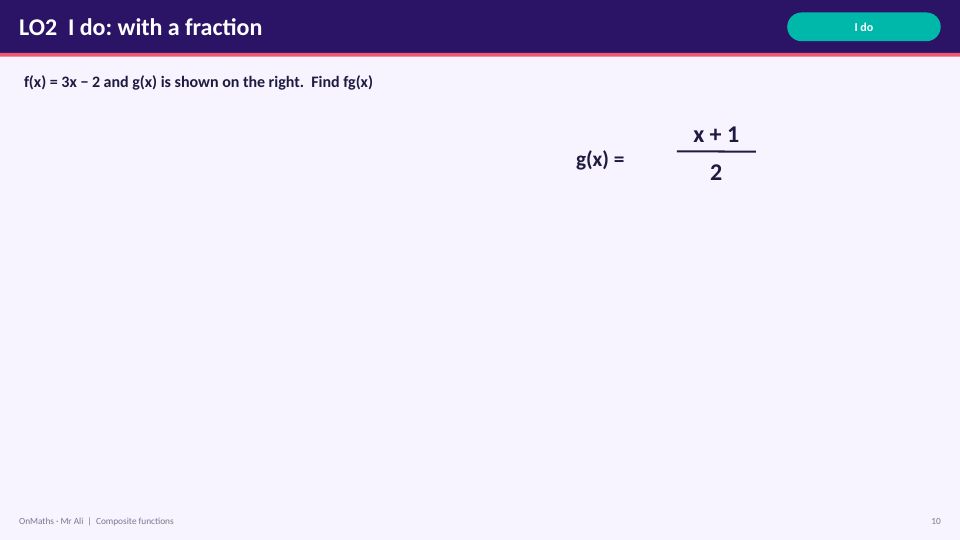 LO2  I do: with a fraction
I do
f(x) = 3x − 2 and g(x) is shown on the right.  Find fg(x)
g(x) =
x + 1
2
OnMaths - Mr Ali  |  Composite functions
10